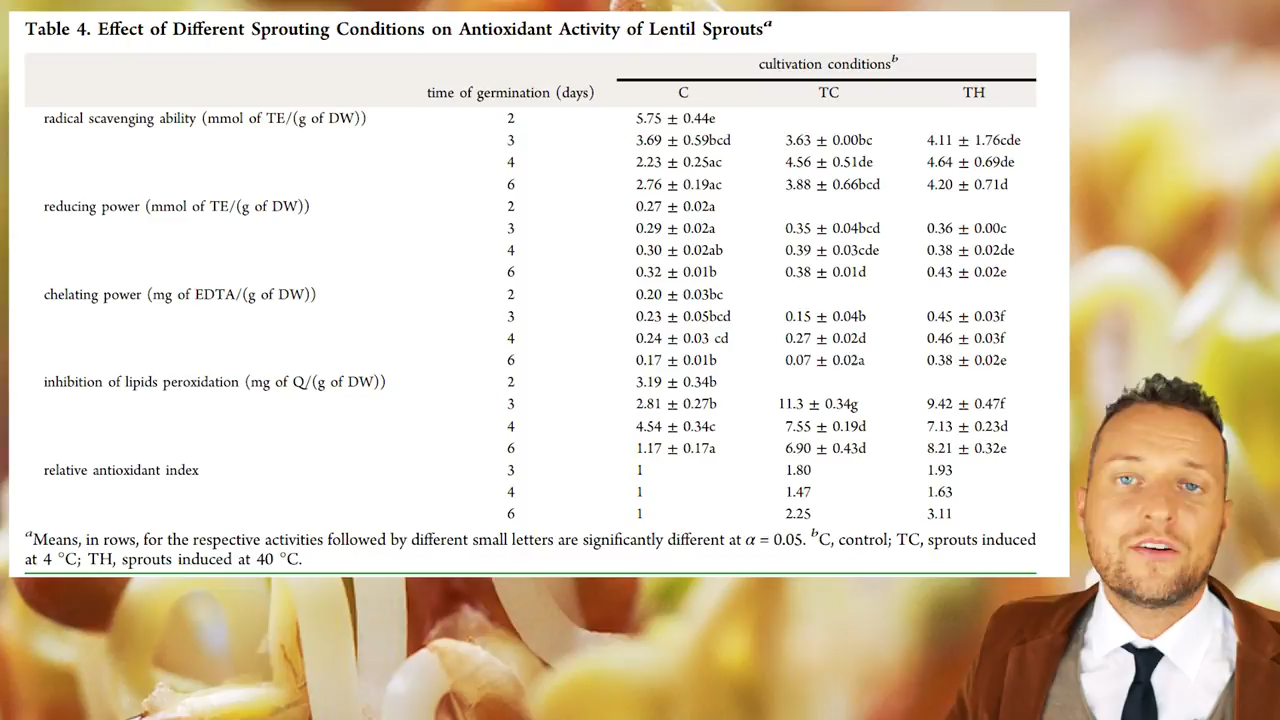 Table 4. Effect of Different Sprouting Conditions on Antioxidant Activity of Lentil Sproutsᵃ
cultivation conditionsᵇ
time of germination (days) C TC TH
radical scavenging ability (mmol of TE/(g of DW)) 2 5.75 ± 0.44e
3 3.69 ± 0.59bcd 3.63 ± 0.00bc 4.11 ± 1.76cde
4 2.23 ± 0.25ac 4.56 ± 0.51de 4.64 ± 0.69de
6 2.76 ± 0.19ac 3.88 ± 0.66bcd 4.20 ± 0.71d
reducing power (mmol of TE/(g of DW)) 2 0.27 ± 0.02a
3 0.29 ± 0.02a 0.35 ± 0.04bcd 0.36 ± 0.00c
4 0.30 ± 0.02ab 0.39 ± 0.03cde 0.38 ± 0.02de
6 0.32 ± 0.01b 0.38 ± 0.01d 0.43 ± 0.02e
chelating power (mg of EDTA/(g of DW)) 2 0.20 ± 0.03bc
3 0.23 ± 0.05bcd 0.15 ± 0.04b 0.45 ± 0.03f
4 0.24 ± 0.03 cd 0.27 ± 0.02d 0.46 ± 0.03f
6 0.17 ± 0.01b 0.07 ± 0.02a 0.38 ± 0.02e
inhibition of lipids peroxidation (mg of Q/(g of DW)) 2 3.19 ± 0.34b
3 2.81 ± 0.27b 11.3 ± 0.34g 9.42 ± 0.47f
4 4.54 ± 0.34c 7.55 ± 0.19d 7.13 ± 0.23d
6 1.17 ± 0.17a 6.90 ± 0.43d 8.21 ± 0.32e
relative antioxidant index 3 1 1.80 1.93
4 1 1.47 1.63
6 1 2.25 3.11
ᵃMeans, in rows, for the respective activities followed by different small letters are significantly different at α = 0.05. ᵇC, control; TC, sprouts induced
at 4 °C; TH, sprouts induced at 40 °C.